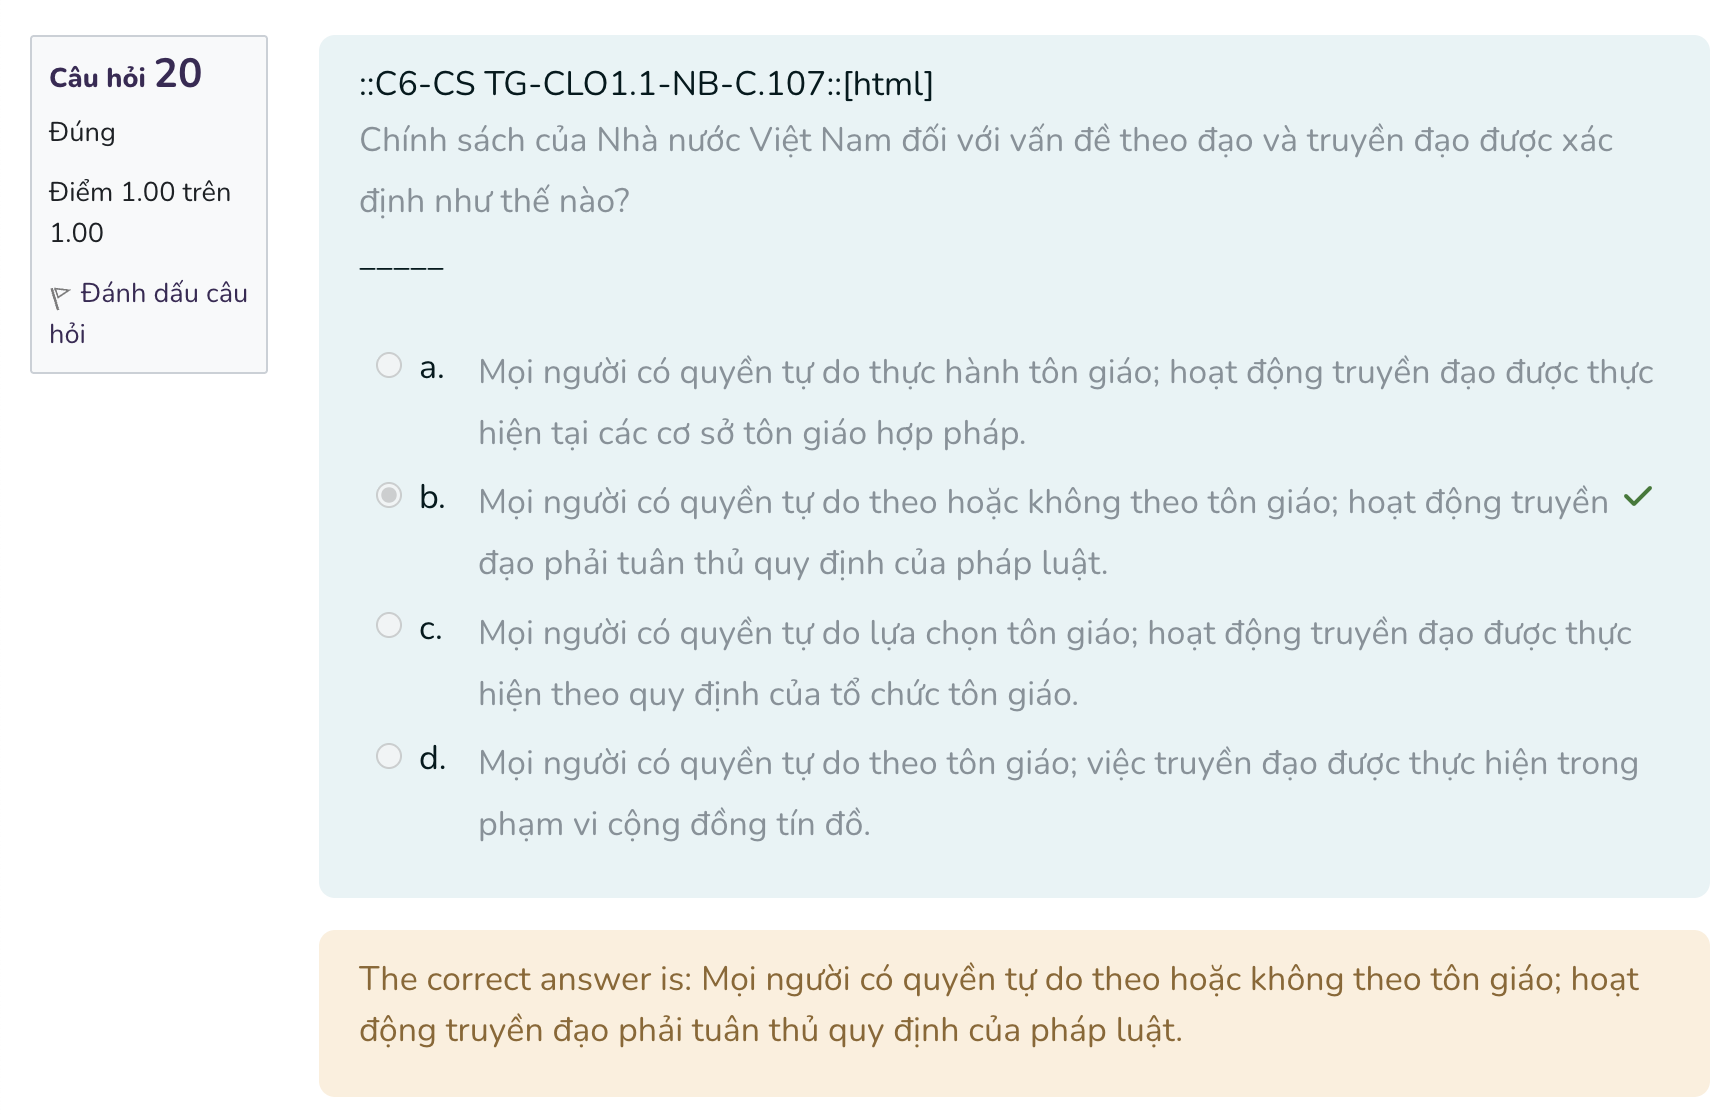 Câu hỏi 20
Đúng
Điểm 1.00 trên
1.00
Đánh dấu câu
hỏi
::C6-CS TG-CLO1.1-NB-C.107::[html]
Chính sách của Nhà nước Việt Nam đối với vấn đề theo đạo và truyền đạo được xác
định như thế nào?
_____
a. Mọi người có quyền tự do thực hành tôn giáo; hoạt động truyền đạo được thực
hiện tại các cơ sở tôn giáo hợp pháp.
b. Mọi người có quyền tự do theo hoặc không theo tôn giáo; hoạt động truyền
đạo phải tuân thủ quy định của pháp luật.
c. Mọi người có quyền tự do lựa chọn tôn giáo; hoạt động truyền đạo được thực
hiện theo quy định của tổ chức tôn giáo.
d. Mọi người có quyền tự do theo tôn giáo; việc truyền đạo được thực hiện trong
phạm vi cộng đồng tín đồ.
The correct answer is: Mọi người có quyền tự do theo hoặc không theo tôn giáo; hoạt
động truyền đạo phải tuân thủ quy định của pháp luật.